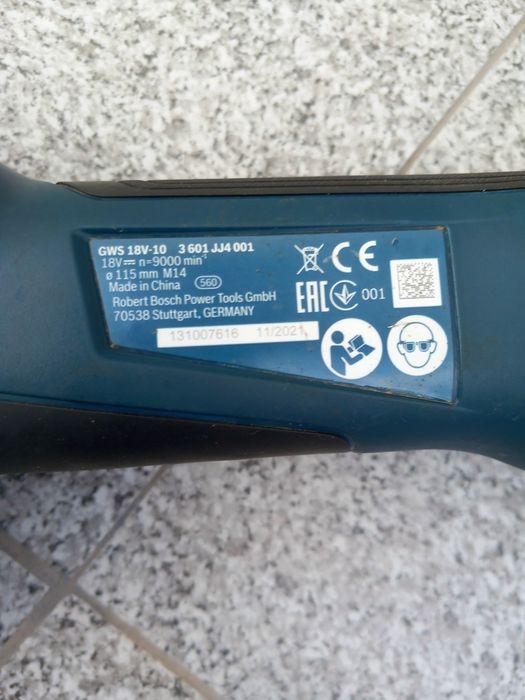 GWS 18V-10 3 601 JJ4 001
18V⎓ n=9000 min⁻¹
ø 115 mm M14
Made in China 560
Robert Bosch Power Tools GmbH
70538 Stuttgart, GERMANY
131007616 11/2021
CE
EAC 001